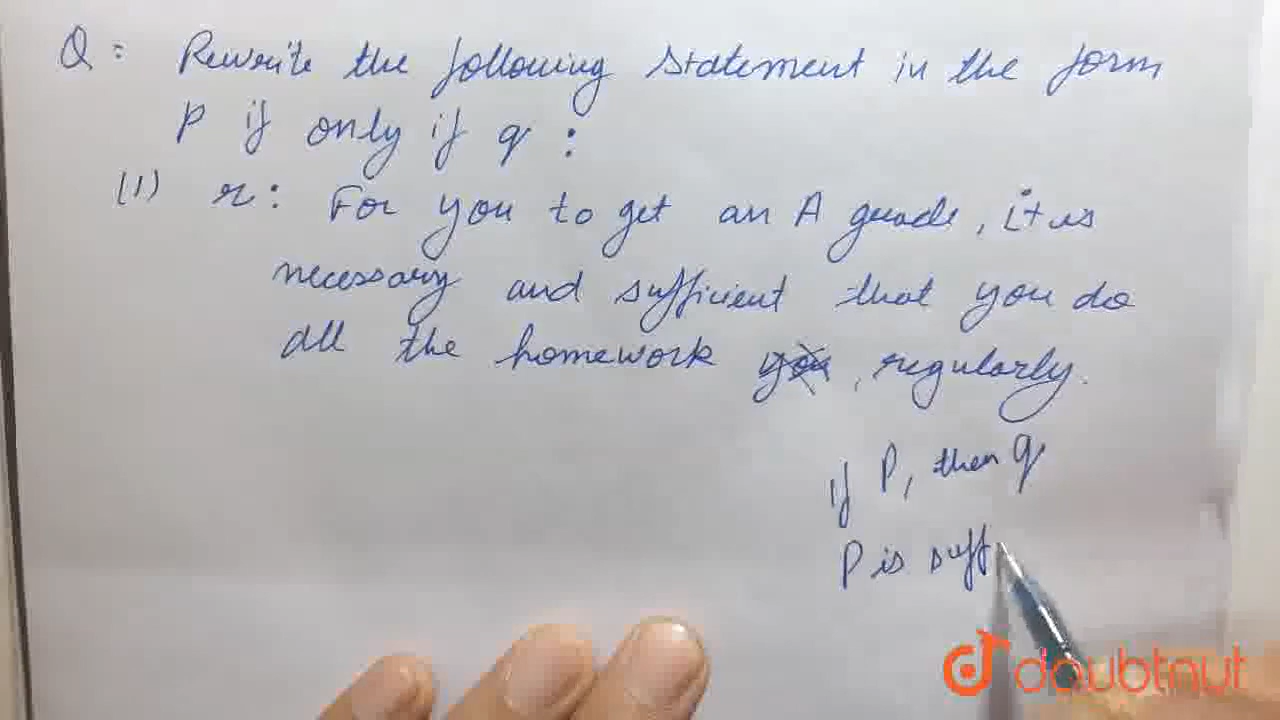 Q: Rewrite the following statement in the form
P if only if q :
(1) r: For you to get an A grade, it is
necessary and sufficient that you do
all the homework , regularly.
if P, then q
P is suff
doubtnut